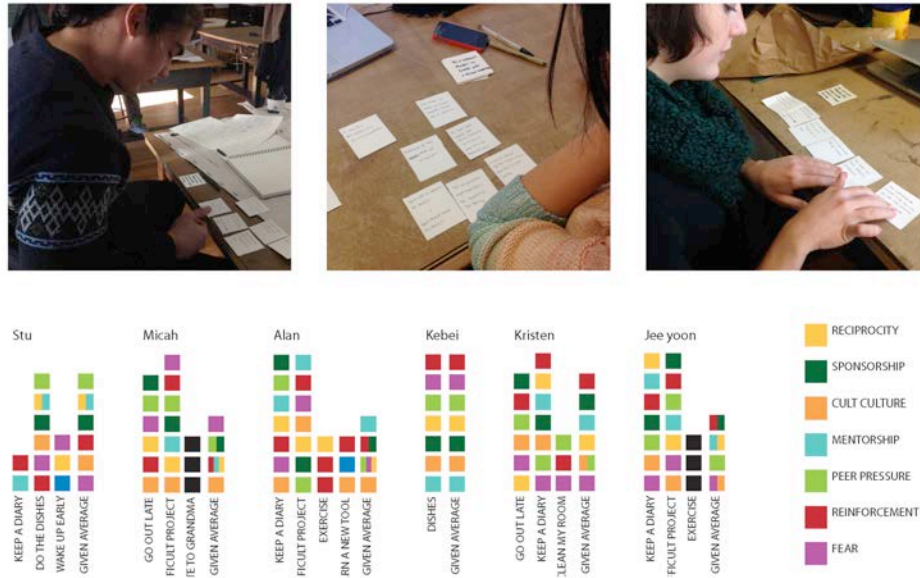 Stu
Micah
Alan
Kebei
Kristen
Jee yoon
KEEP A DIARY
DO THE DISHES
WAKE UP EARLY
GIVEN AVERAGE
GO OUT LATE
FICULT PROJECT
TE TO GRANDMA
GIVEN AVERAGE
KEEP A DIARY
FICULT PROJECT
EXERCISE
RN A NEW TOOL
GIVEN AVERAGE
DISHES
GIVEN AVERAGE
GO OUT LATE
KEEP A DIARY
CLEAN MY ROOM
GIVEN AVERAGE
KEEP A DIARY
FFICULT PROJECT
EXERCISE
GIVEN AVERAGE
RECIPROCITY
SPONSORSHIP
CULT CULTURE
MENTORSHIP
PEER PRESSURE
REINFORCEMENT
FEAR